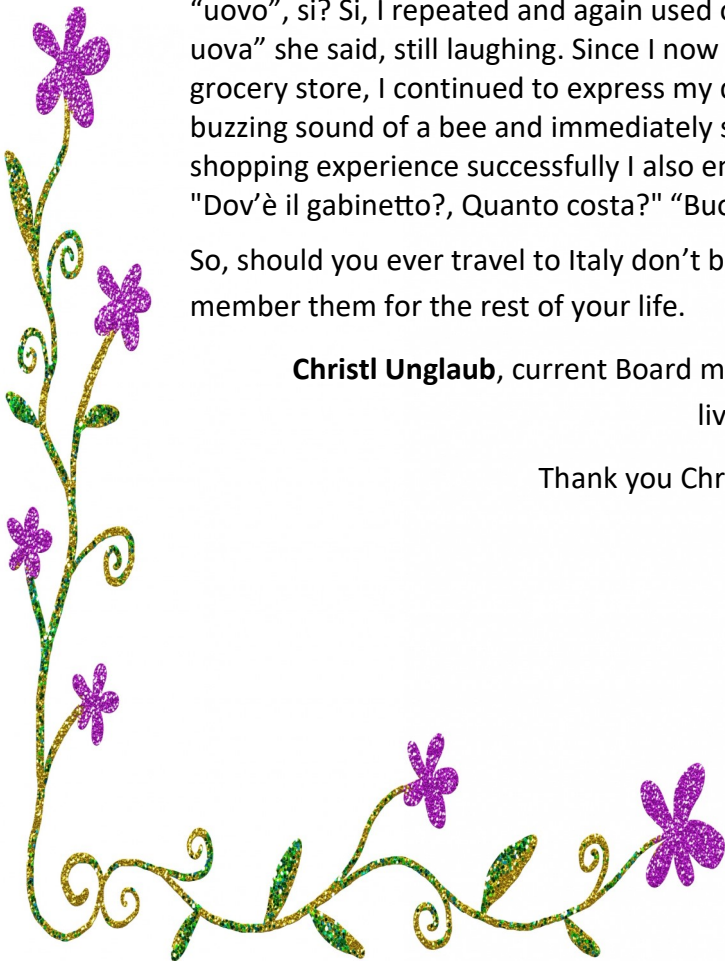 “uovo”, si? Si, I repeated and again used
uova” she said, still laughing. Since I now
grocery store, I continued to express my
buzzing sound of a bee and immediately
shopping experience successfully I also
"Dov’è il gabinetto?, Quanto costa?"
So, should you ever travel to Italy don’t
member them for the rest of your life.
Christl Unglaub, current Board
Thank you